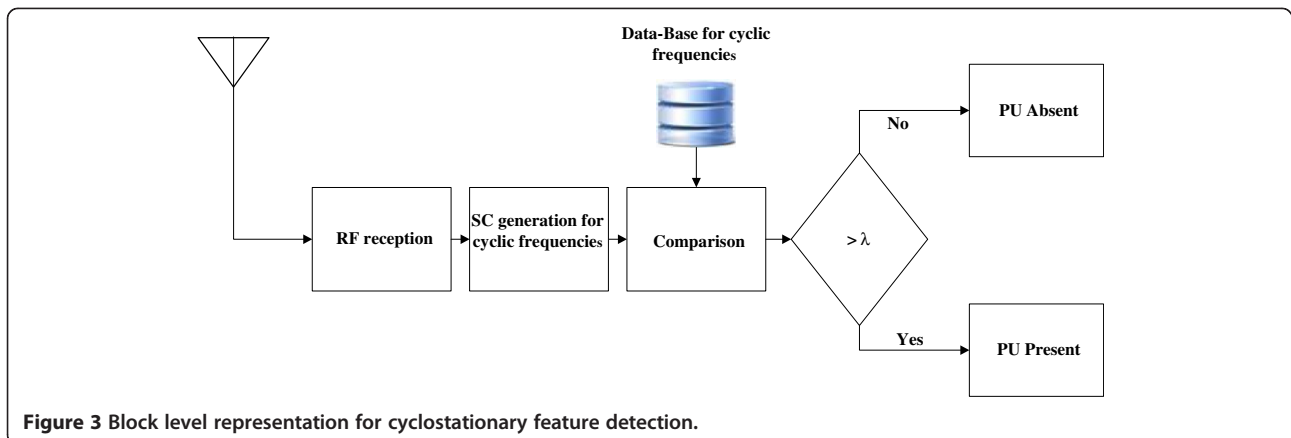 Data-Base for cyclic
frequencies
No
PU Absent
RF reception
SC generation for
cyclic frequencies
Comparison
> λ
Yes
PU Present
Figure 3 Block level representation for cyclostationary feature detection.